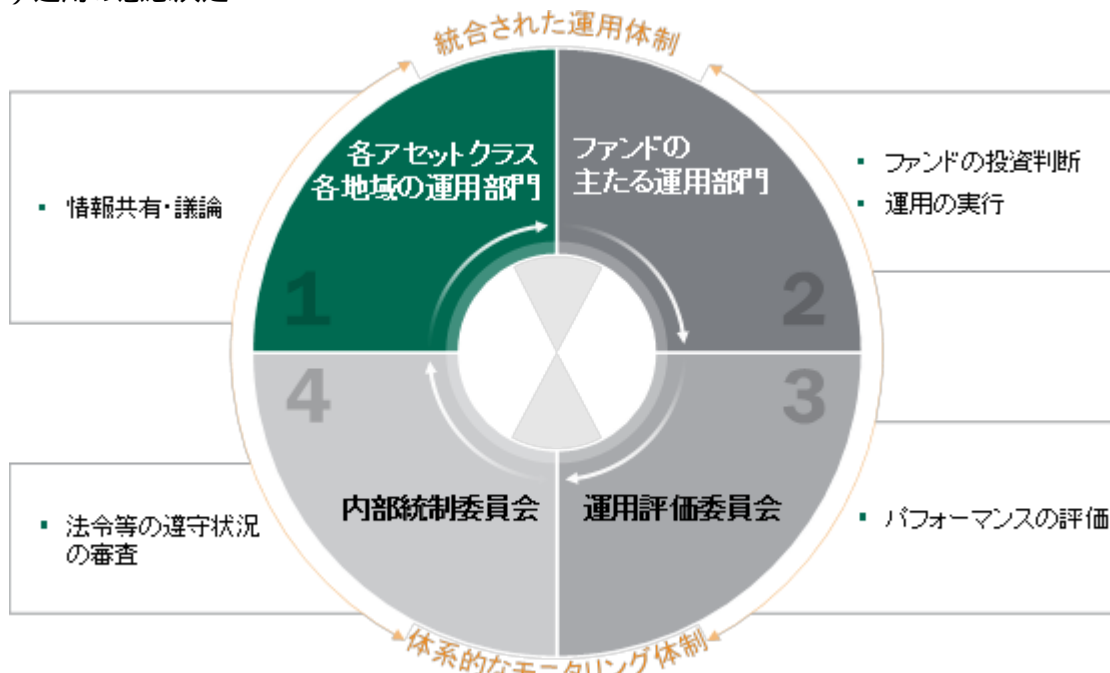 統合された運用体制
各アセットクラス
各地域の運用部門
ファンドの
主たる運用部門
▪ 情報共有・議論
▪ ファンドの投資判断
▪ 運用の実行
1
2
4
3
内部統制委員会
運用評価委員会
▪ 法令等の遵守状況
の審査
▪ パフォーマンスの評価
体系的なモニタリング体制